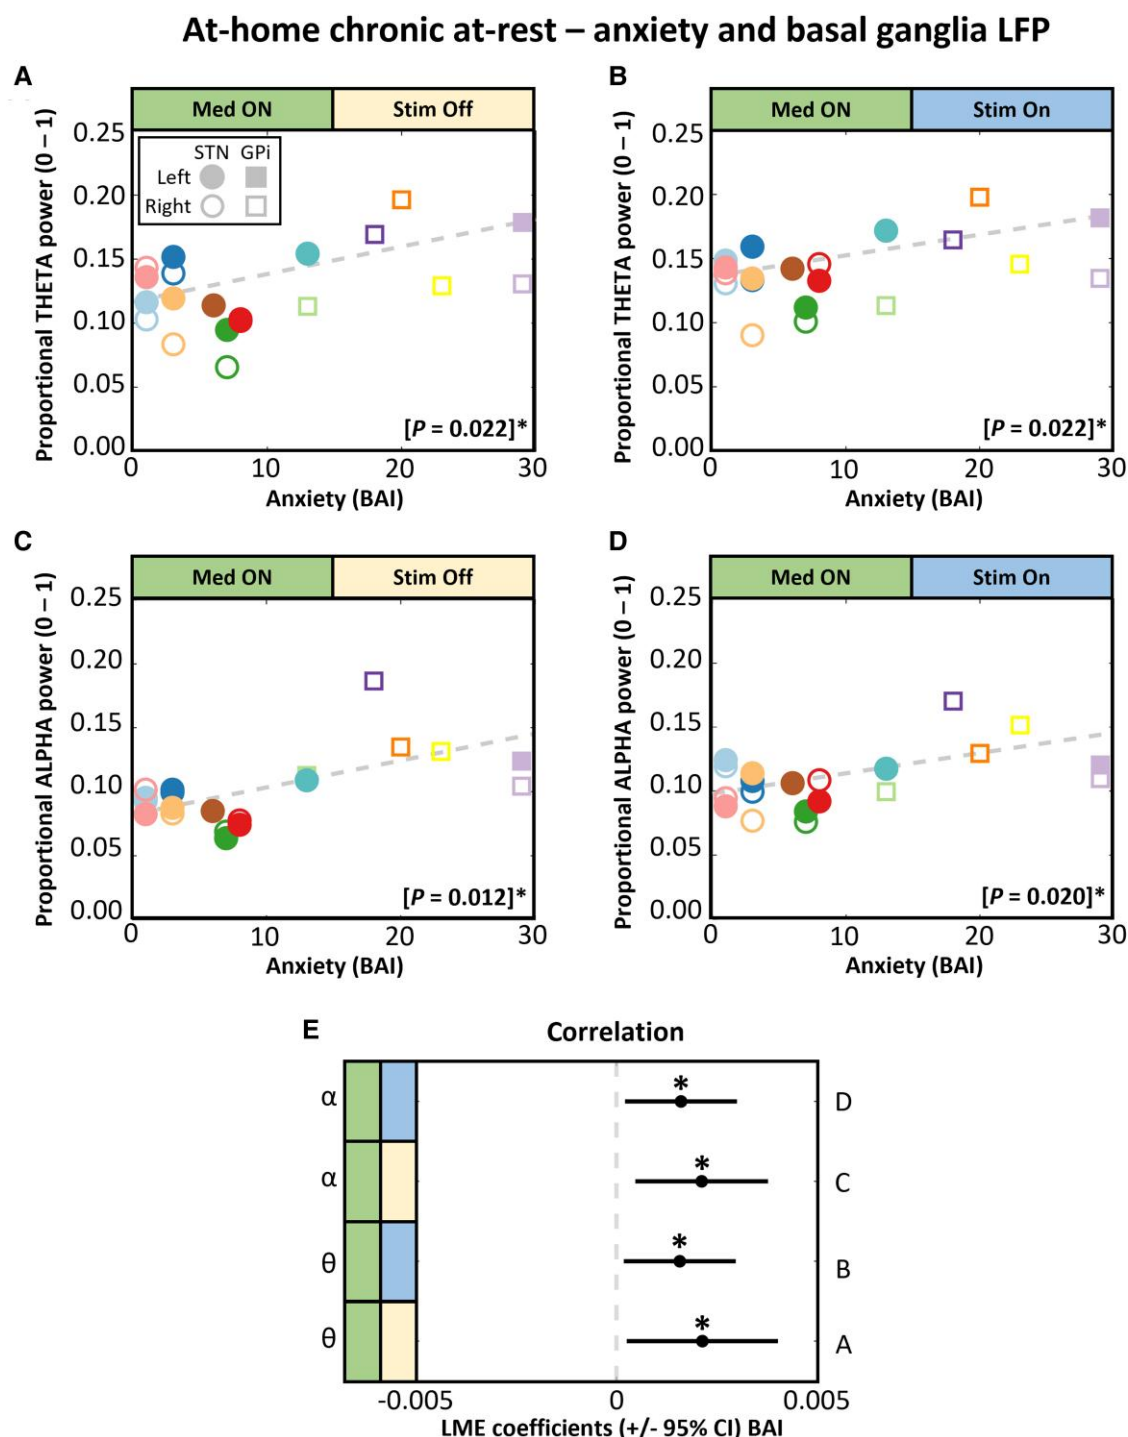 At-home chronic at-rest – anxiety and basal ganglia LFP
A
Med ON Stim Off
Proportional THETA power (0 – 1)
0.25
0.20
0.15
0.10
0.05
0.00
STN GPi
Left
Right
[P = 0.022]*
0 10 20 30
Anxiety (BAI)
B
Med ON Stim On
Proportional THETA power (0 – 1)
0.25
0.20
0.15
0.10
0.05
0.00
[P = 0.022]*
0 10 20 30
Anxiety (BAI)
C
Med ON Stim Off
Proportional ALPHA power (0 – 1)
0.25
0.20
0.15
0.10
0.05
0.00
[P = 0.012]*
0 10 20 30
Anxiety (BAI)
D
Med ON Stim On
Proportional ALPHA power (0 – 1)
0.25
0.20
0.15
0.10
0.05
0.00
[P = 0.020]*
0 10 20 30
Anxiety (BAI)
E
Correlation
α * D
α * C
θ * B
θ * A
-0.005 0 0.005
LME coefficients (+/- 95% CI) BAI